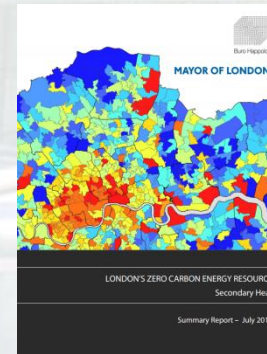 Buro Happold
MAYOR OF LONDON
LONDON'S ZERO CARBON ENERGY RESOURC
Secondary Hea
Summary Report – July 201